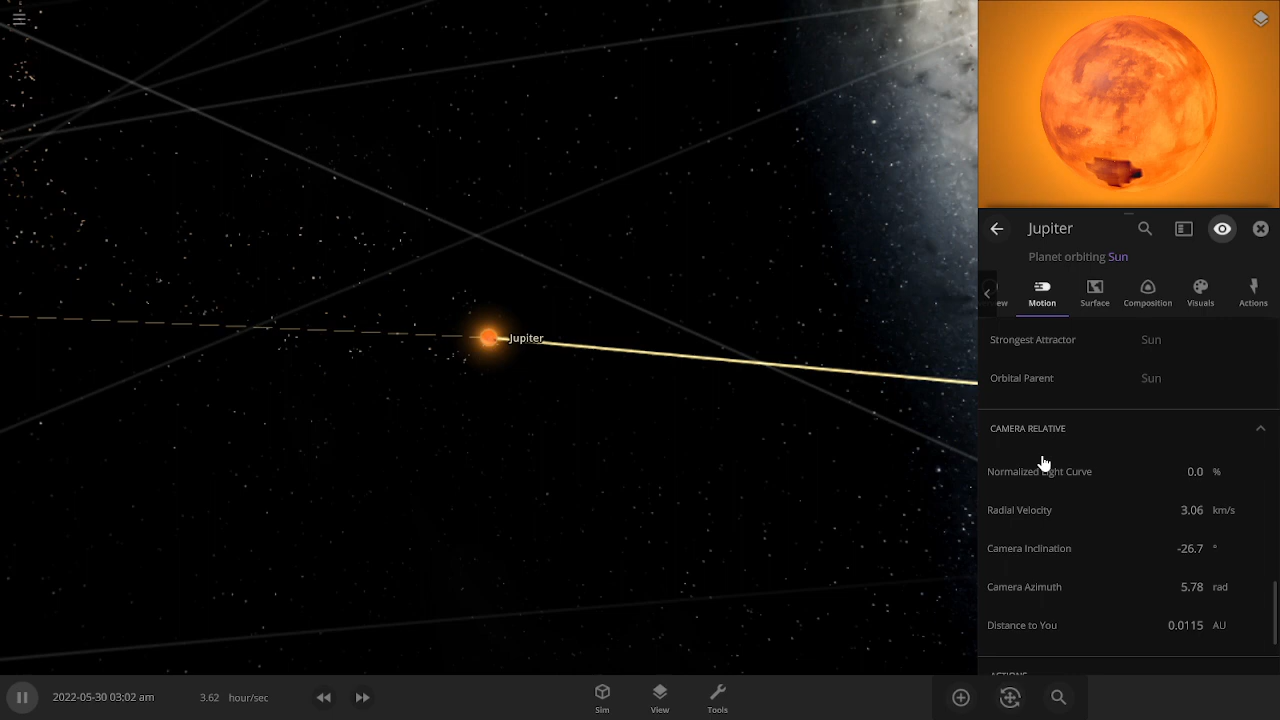 Jupiter
Jupiter
Planet orbiting Sun
Motion
Surface
Composition
Visuals
Actions
Strongest Attractor Sun
Orbital Parent Sun
CAMERA RELATIVE
Normalized Light Curve 0.0 %
Radial Velocity 3.06 km/s
Camera Inclination -26.7 °
Camera Azimuth 5.78 rad
Distance to You 0.0115 AU
2022-05-30 03:02 am
3.62 hour/sec
Sim
View
Tools